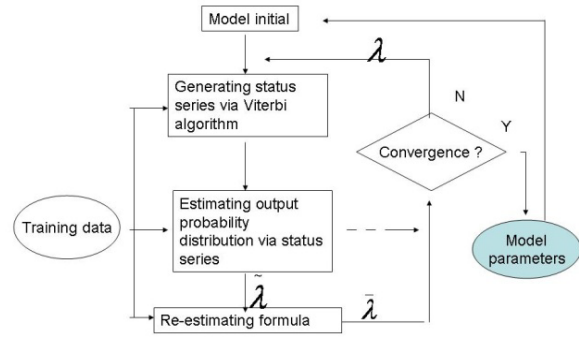 Model initial
λ
Generating status
series via Viterbi
algorithm
N
Y
Convergence ?
Training data
Estimating output
probability
distribution via status
series
Model
parameters
λ̃
λ̄
Re-estimating formula